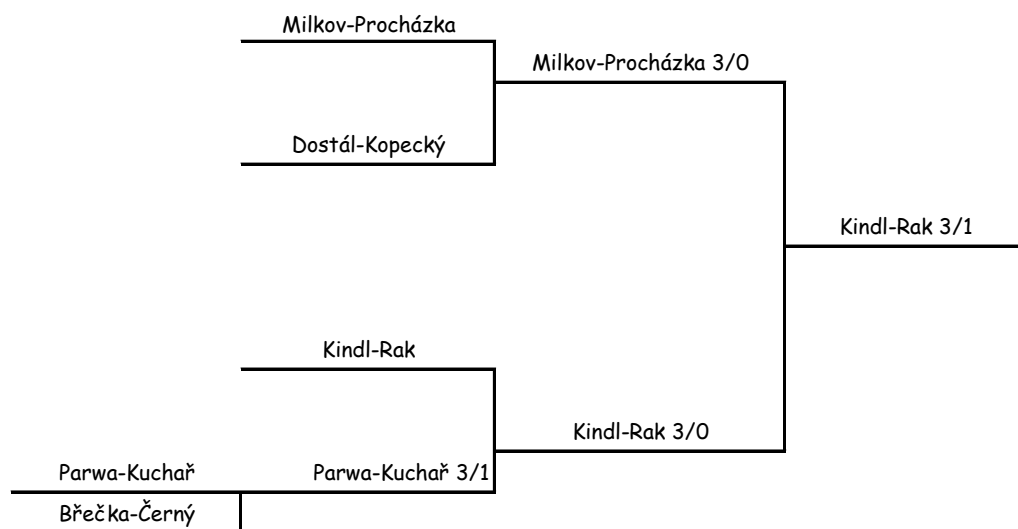 Milkov-Procházka
Milkov-Procházka 3/0
Dostál-Kopecký
Kindl-Rak 3/1
Kindl-Rak
Kindl-Rak 3/0
Parwa-Kuchař
Parwa-Kuchař 3/1
Břečka-Černý